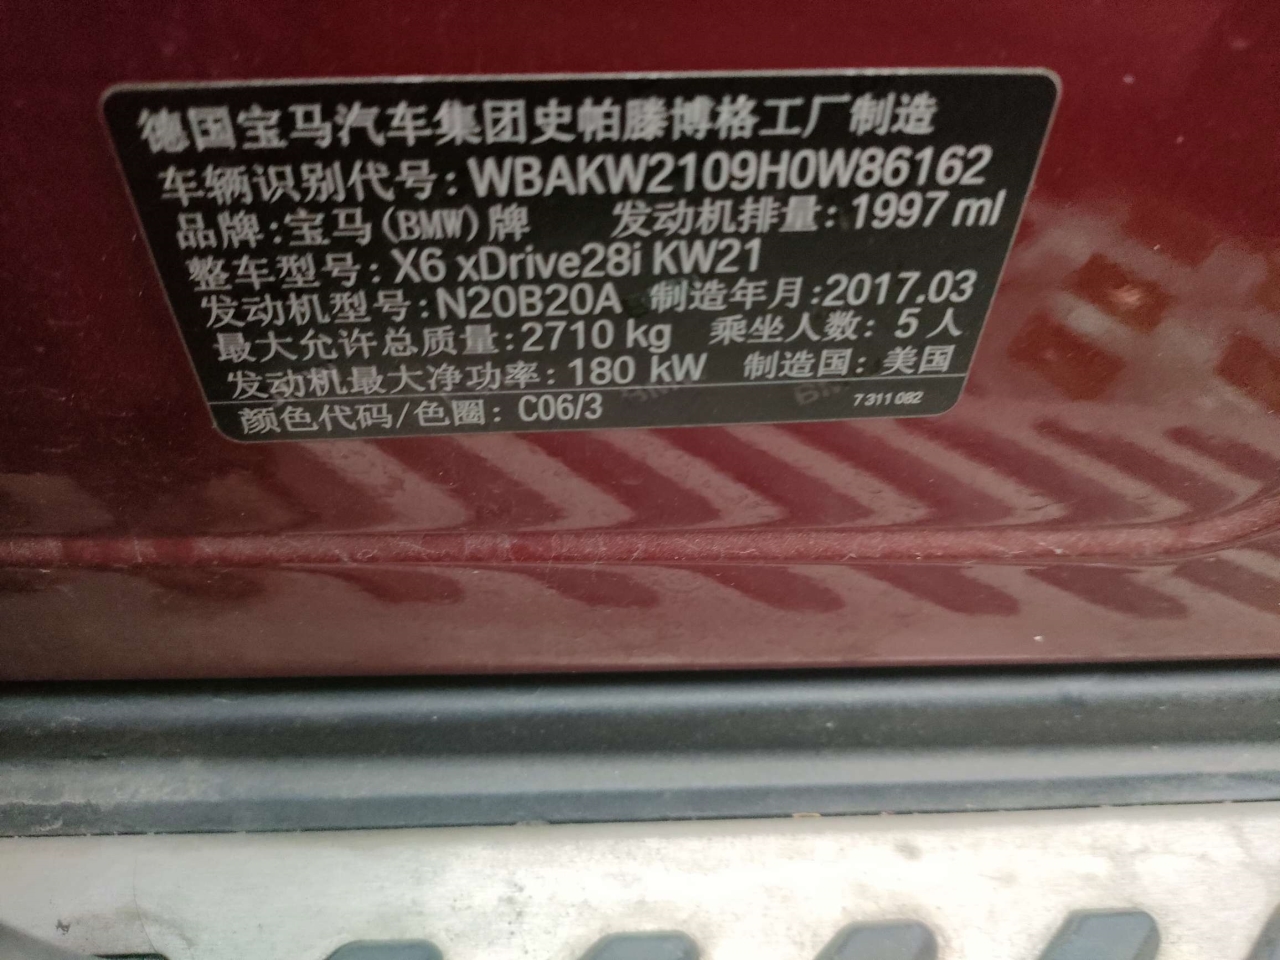 德国宝马汽车集团史帕滕博格工厂制造
车辆识别代号: WBAKW2109H0W86162
品牌:宝马(BMW)牌 发动机排量: 1997 ml
整车型号: X6 xDrive28i KW21
发动机型号:N20B20A 制造年月:2017.03
最大允许总质量:2710 kg 乘坐人数: 5 人
发动机最大净功率: 180 kW 制造国: 美国
颜色代码/色圈: C06/3 7 311 082